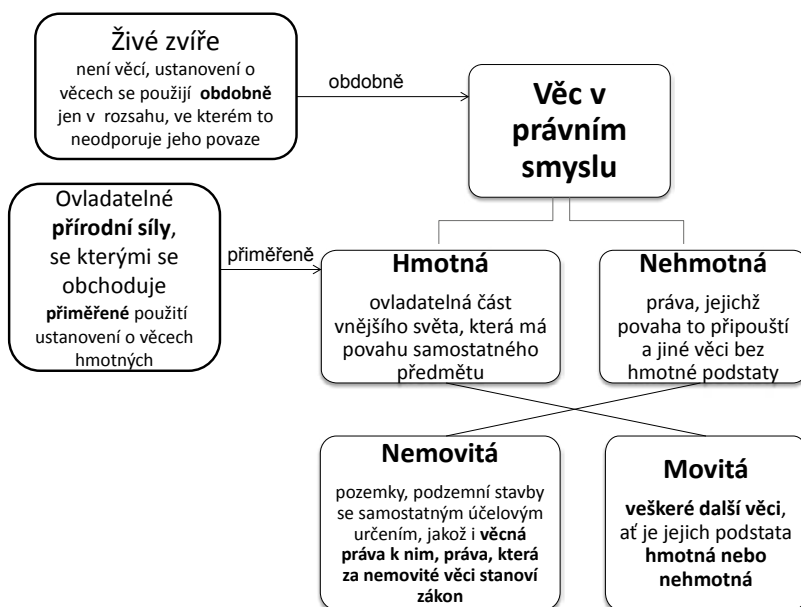 Živé zvíře
není věcí, ustanovení o
věcech se použijí obdobně
jen v rozsahu, ve kterém to
neodporuje jeho povaze
obdobně
Věc v
právním
smyslu
Ovladatelné
přírodní síly,
se kterými se
obchoduje
přiměřené použití
ustanovení o věcech
hmotných
přiměřeně
Hmotná
ovladatelná část
vnějšího světa, která má
povahu samostatného
předmětu
Nehmotná
práva, jejichž
povaha to připouští
a jiné věci bez
hmotné podstaty
Nemovitá
pozemky, podzemní stavby
se samostatným účelovým
určením, jakož i věcná
práva k nim, práva, která
za nemovité věci stanoví
zákon
Movitá
veškeré další věci,
ať je jejich podstata
hmotná nebo
nehmotná